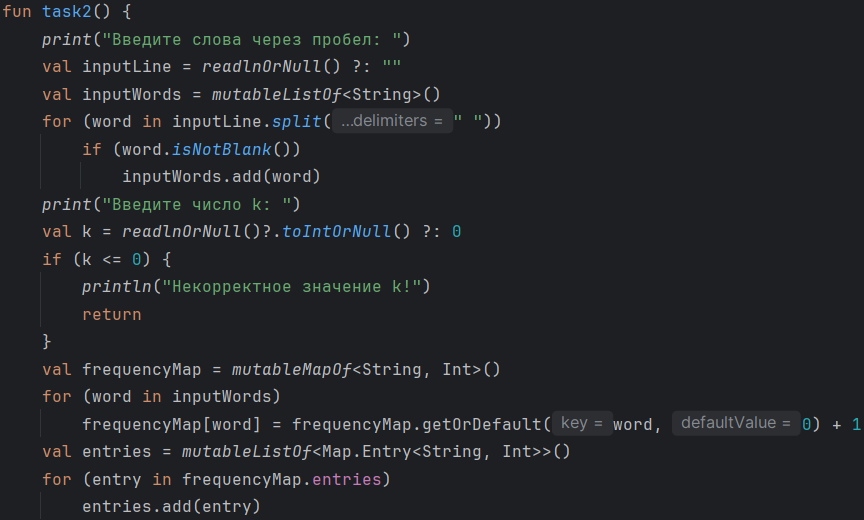 fun task2() {
    print("Введите слова через пробел: ")
    val inputLine = readlnOrNull() ?: ""
    val inputWords = mutableListOf<String>()
    for (word in inputLine.split(...delimiters = " "))
        if (word.isNotBlank())
            inputWords.add(word)
    print("Введите число k: ")
    val k = readlnOrNull()?.toIntOrNull() ?: 0
    if (k <= 0) {
        println("Некорректное значение k!")
        return
    }
    val frequencyMap = mutableMapOf<String, Int>()
    for (word in inputWords)
        frequencyMap[word] = frequencyMap.getOrDefault( key = word, defaultValue = 0) + 1
    val entries = mutableListOf<Map.Entry<String, Int>>()
    for (entry in frequencyMap.entries)
        entries.add(entry)